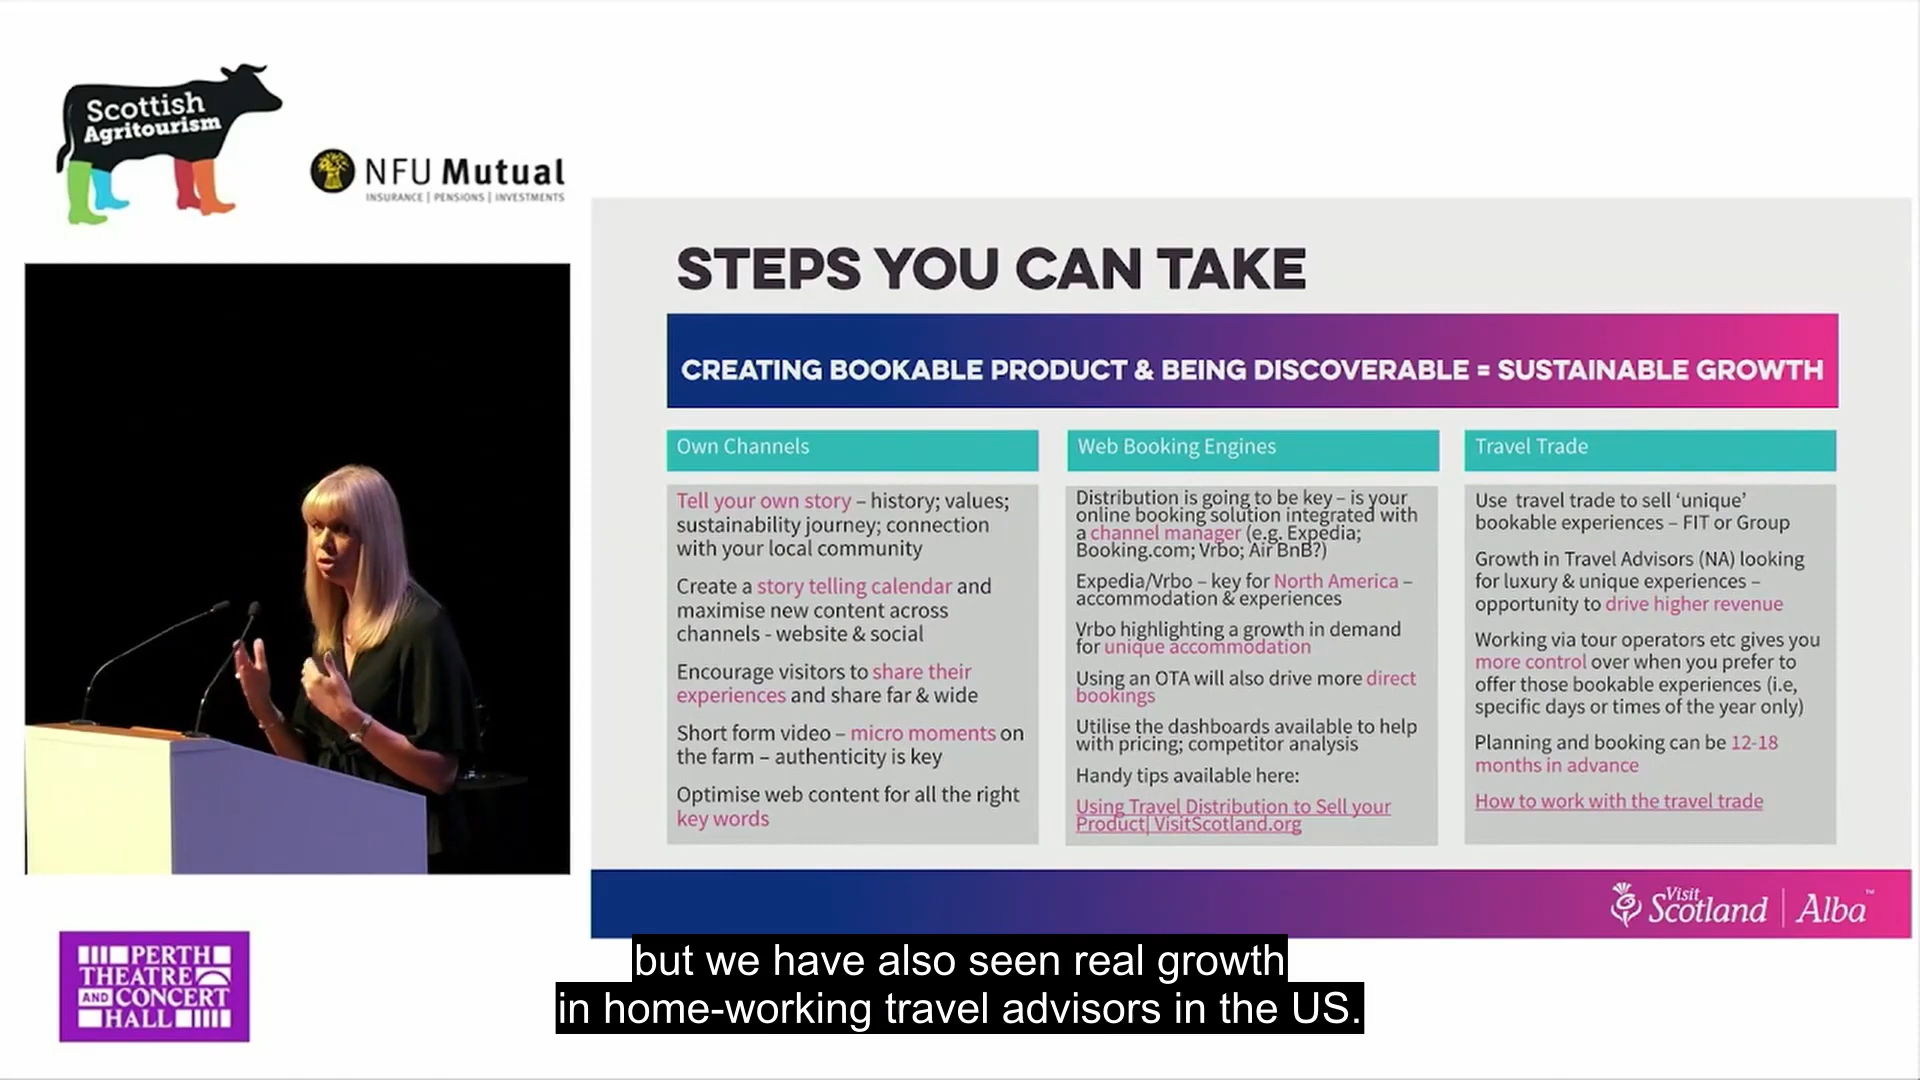 Scottish
Agritourism
NFU Mutual
INSURANCE | PENSIONS | INVESTMENTS
STEPS YOU CAN TAKE
CREATING BOOKABLE PRODUCT & BEING DISCOVERABLE = SUSTAINABLE GROWTH
Own Channels
Tell your own story – history; values;
sustainability journey; connection
with your local community
Create a story telling calendar and
maximise new content across
channels - website & social
Encourage visitors to share their
experiences and share far & wide
Short form video – micro moments on
the farm – authenticity is key
Optimise web content for all the right
key words
Web Booking Engines
Distribution is going to be key – is your
online booking solution integrated with
a channel manager (e.g. Expedia;
Booking.com; Vrbo; Air BnB?)
Expedia/Vrbo – key for North America –
accommodation & experiences
Vrbo highlighting a growth in demand
for unique accommodation
Using an OTA will also drive more direct
bookings
Utilise the dashboards available to help
with pricing; competitor analysis
Handy tips available here:
Using Travel Distribution to Sell your
Product| VisitScotland.org
Travel Trade
Use travel trade to sell ‘unique’
bookable experiences – FIT or Group
Growth in Travel Advisors (NA) looking
for luxury & unique experiences –
opportunity to drive higher revenue
Working via tour operators etc gives you
more control over when you prefer to
offer those bookable experiences (i.e,
specific days or times of the year only)
Planning and booking can be 12-18
months in advance
How to work with the travel trade
Visit
Scotland | Alba™
PERTH
THEATRE
AND CONCERT
HALL
but we have also seen real growth
in home-working travel advisors in the US.